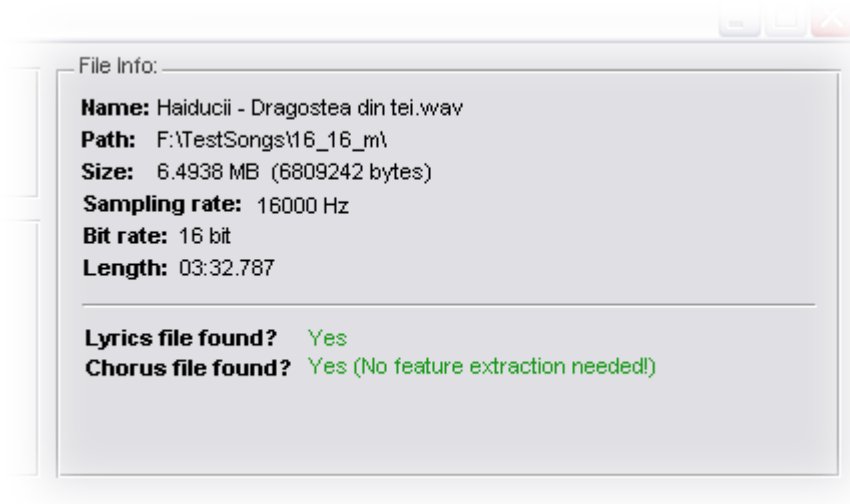 File Info:
Name: Haiducii - Dragostea din tei.wav
Path: F:\TestSongs\16_16_m\
Size: 6.4938 MB (6809242 bytes)
Sampling rate: 16000 Hz
Bit rate: 16 bit
Length: 03:32.787
Lyrics file found? Yes
Chorus file found? Yes (No feature extraction needed!)